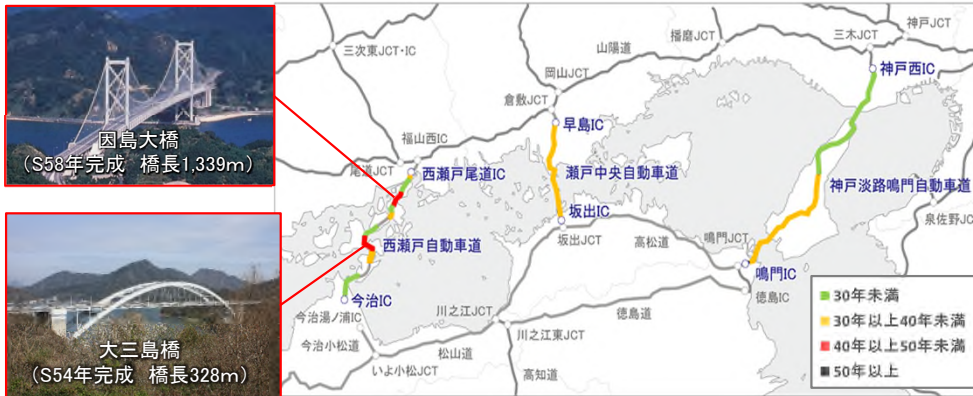 因島大橋
（S58年完成　橋長1,339m）
大三島橋
（S54年完成　橋長328m）
三次東JCT・IC
山陽道
播磨JCT
三木JCT
神戸JCT
岡山JCT
神戸西IC
倉敷JCT
早島IC
福山西IC
尾道JCT
西瀬戸尾道IC
瀬戸中央自動車道
神戸淡路鳴門自動車道
坂出IC
泉佐野JCT
西瀬戸自動車道
坂出JCT
高松道
鳴門JCT
鳴門IC
今治IC
徳島IC
川之江JCT
徳島道
今治湯ノ浦IC
川之江東JCT
今治小松道
松山道
いよ小松JCT
高知道
30年未満
30年以上40年未満
40年以上50年未満
50年以上